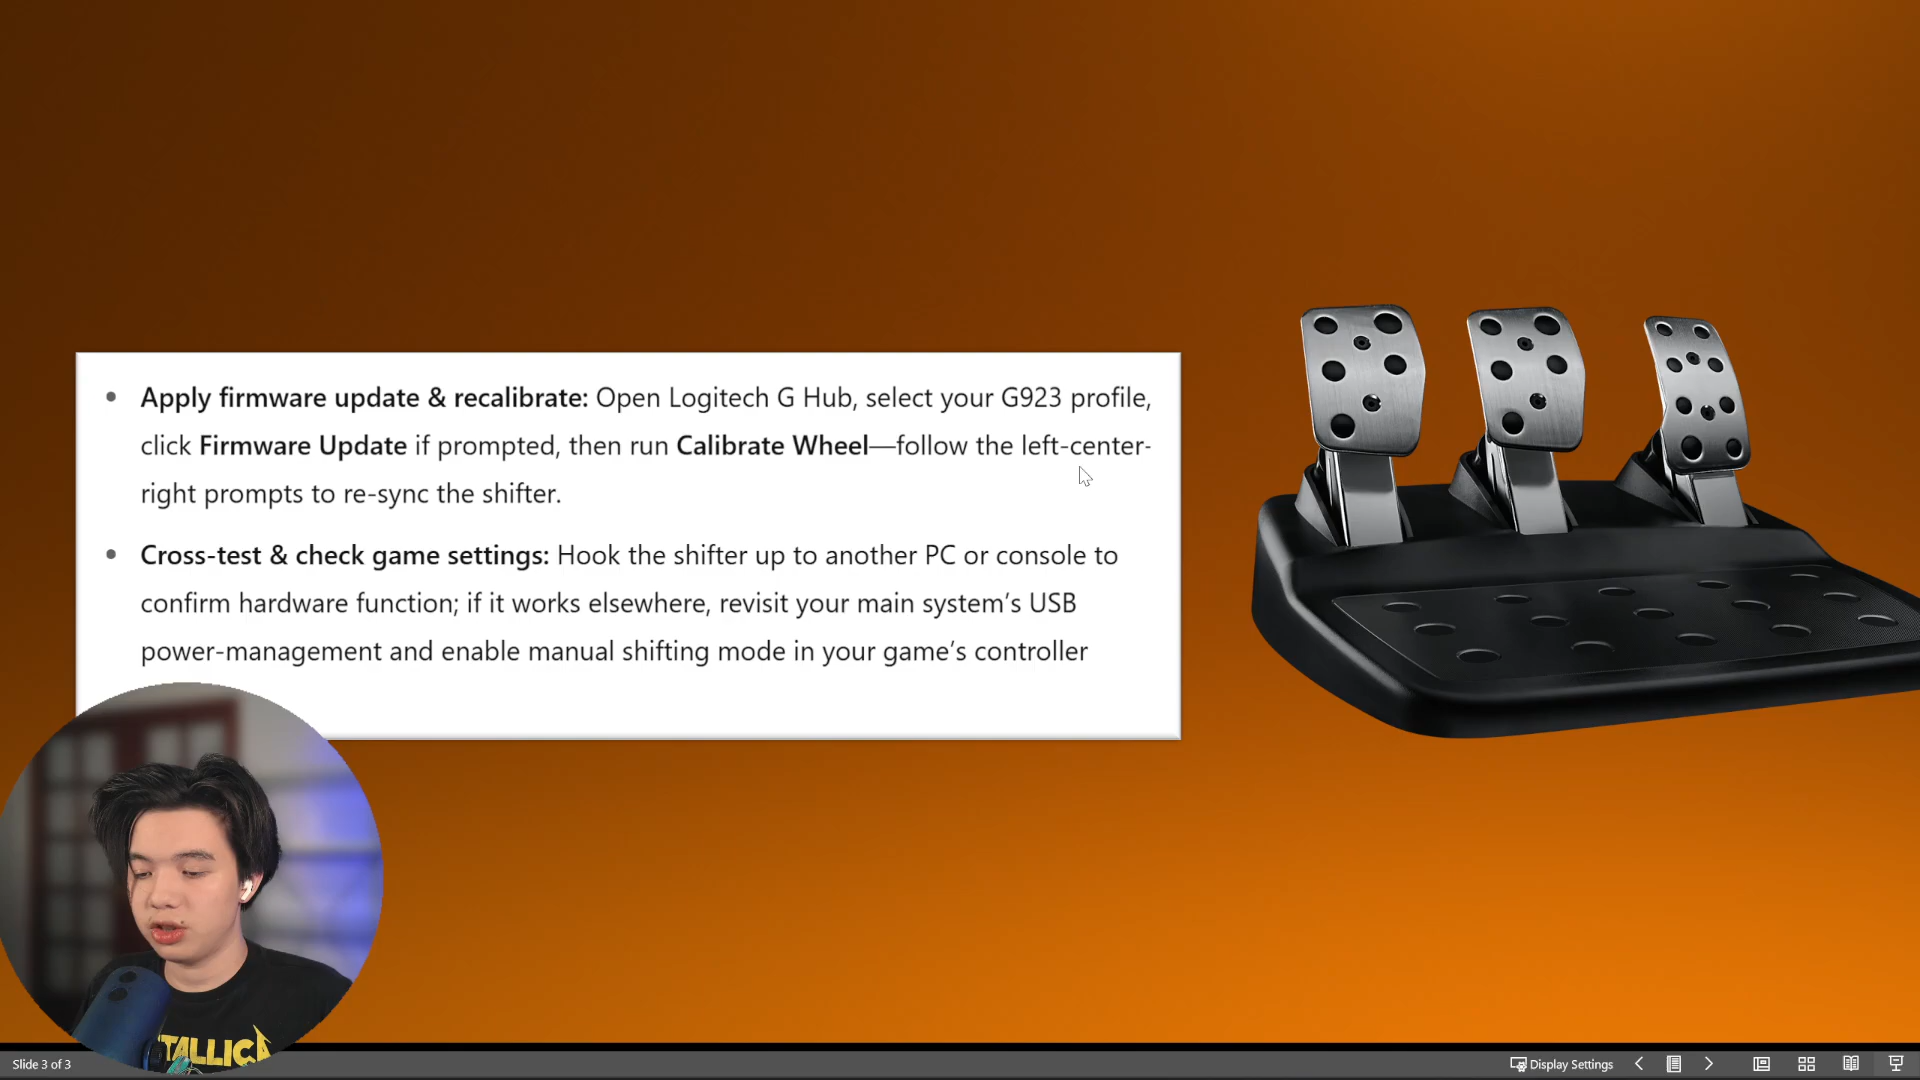 • Apply firmware update & recalibrate: Open Logitech G Hub, select your G923 profile,
click Firmware Update if prompted, then run Calibrate Wheel—follow the left-center-
right prompts to re-sync the shifter.
• Cross-test & check game settings: Hook the shifter up to another PC or console to
confirm hardware function; if it works elsewhere, revisit your main system’s USB
power-management and enable manual shifting mode in your game’s controller
TALLICA
Slide 3 of 3
Display Settings